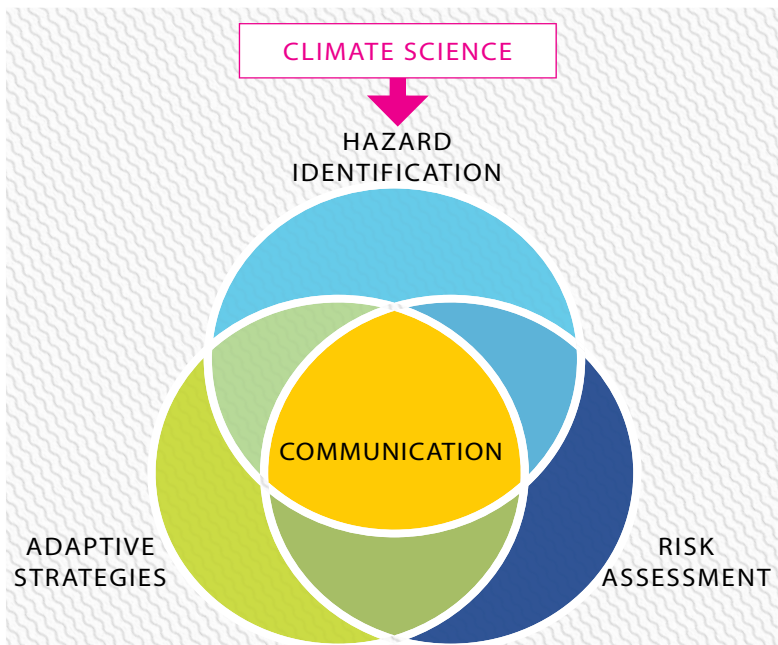 CLIMATE SCIENCE
HAZARD
IDENTIFICATION
COMMUNICATION
ADAPTIVE
STRATEGIES
RISK
ASSESSMENT